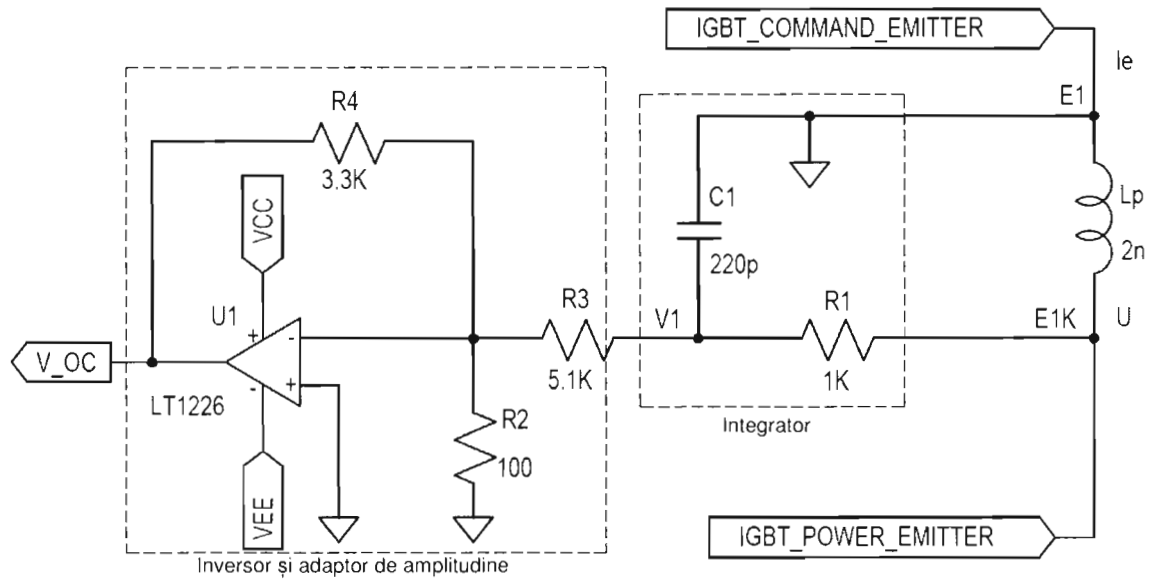 IGBT_COMMAND_EMITTER
Ie
E1
R4
3.3K
VCC
C1
220p
Lp
2n
U1
+
-
-
+
R3
5.1K
V1
R1
1K
E1K
U
V_OC
LT1226
R2
100
Integrator
VEE
IGBT_POWER_EMITTER
Inversor și adaptor de amplitudine